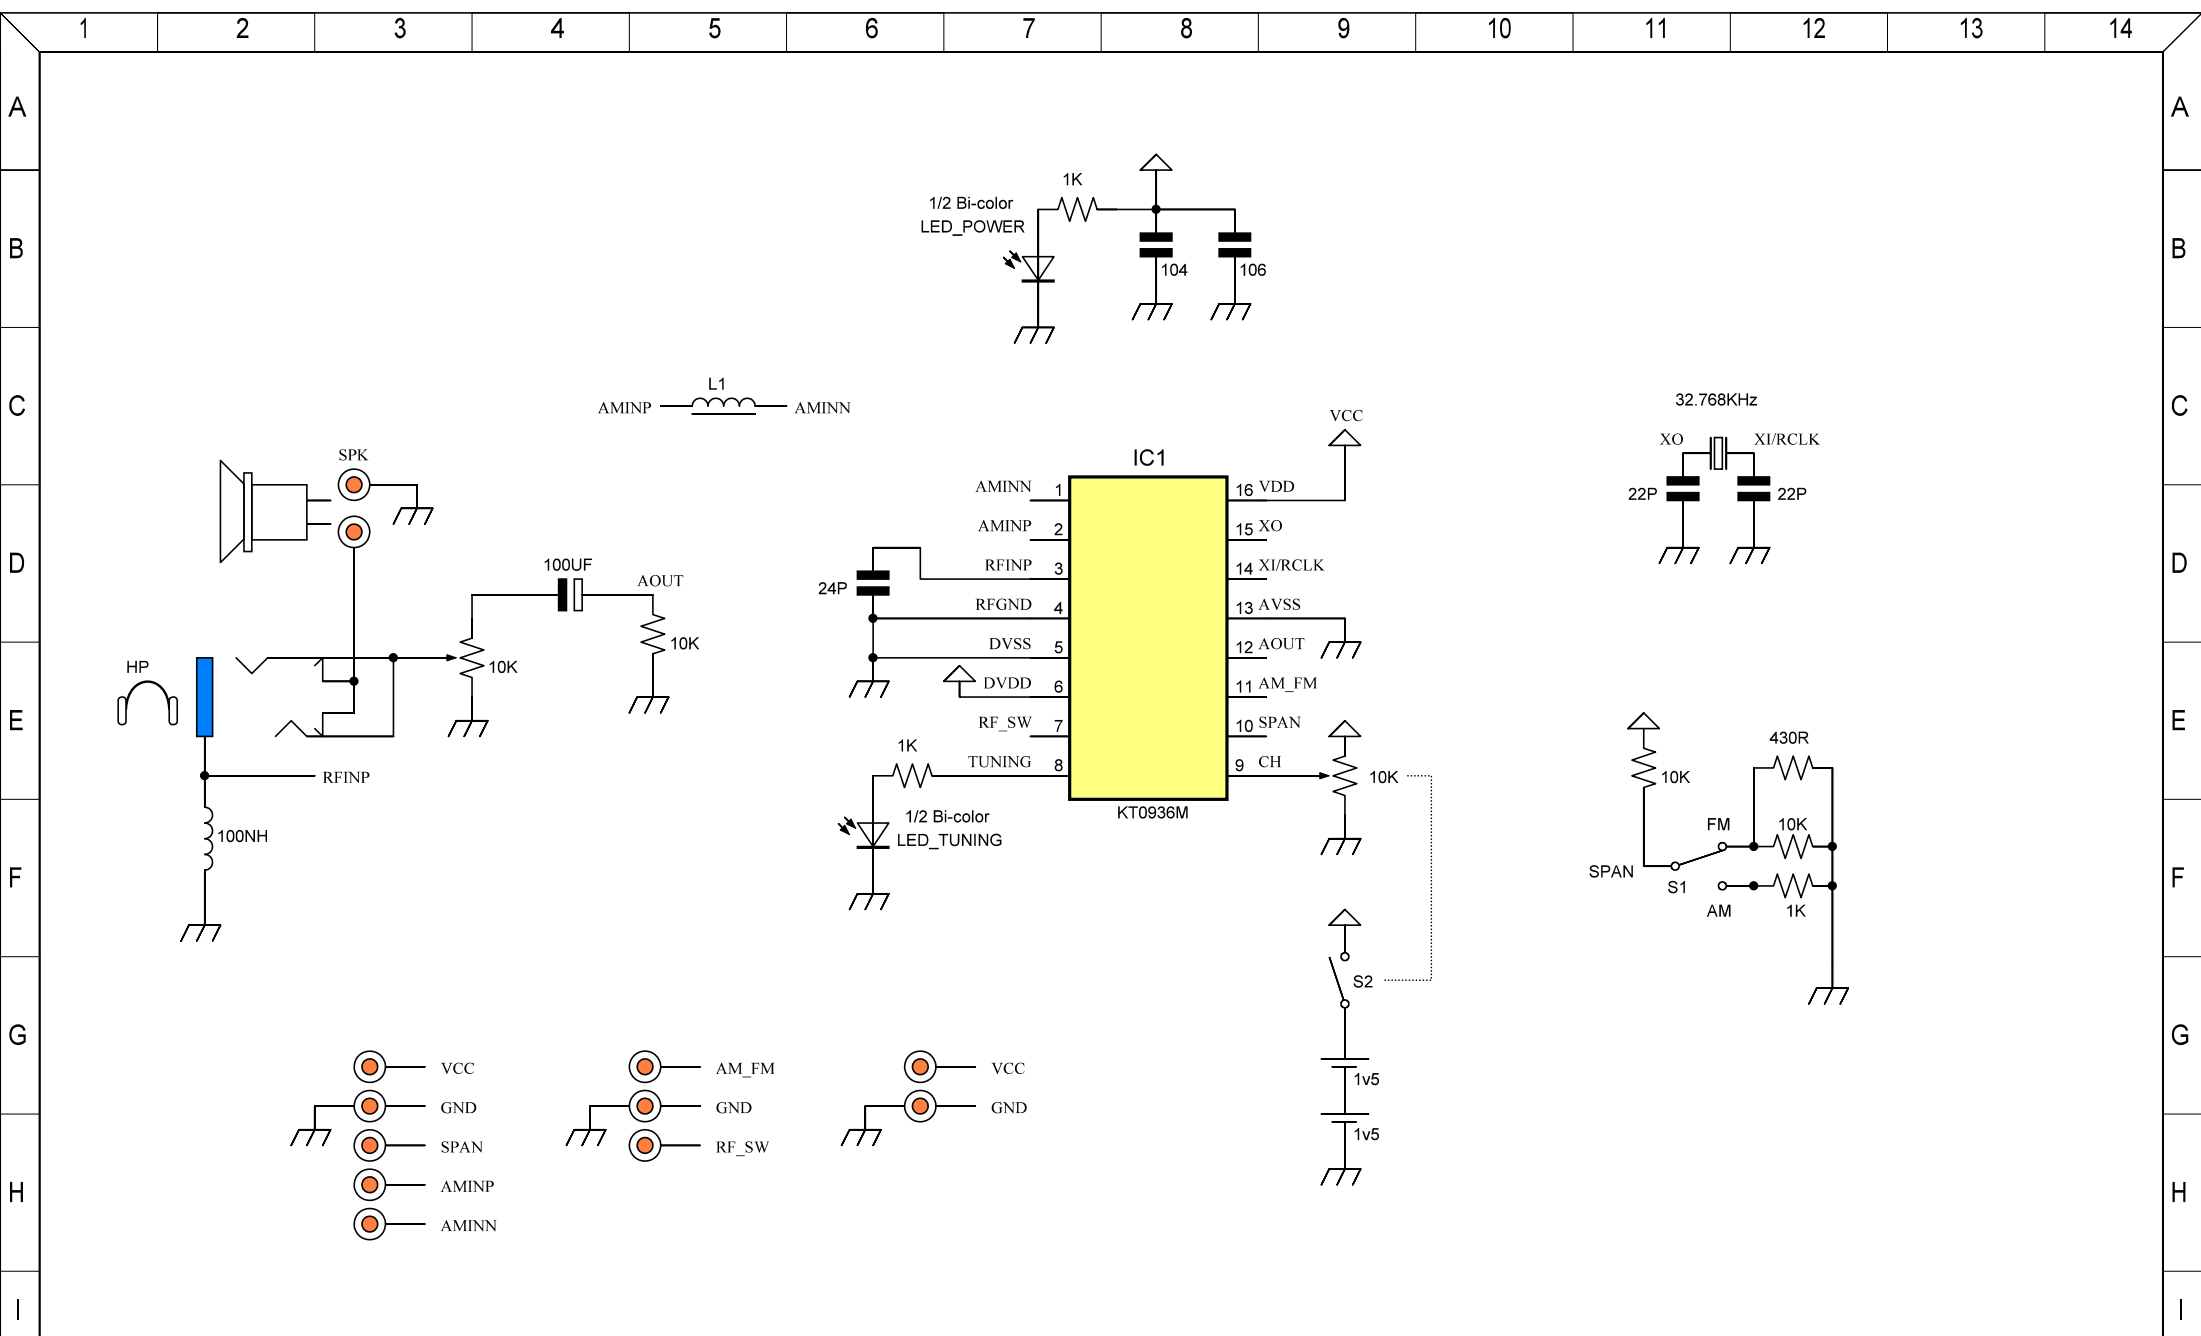 1 2 3 4 5 6 7 8 9 10 11 12 13 14
A A
1K
1/2 Bi-color
LED_POWER
B B
104 106
L1
C C
AMINP AMINN
32.768KHz
VCC
XO XI/RCLK
SPK
IC1
22P 22P
AMINN 1 16 VDD
AMINP 2 15 XO
D D
100UF
RFINP 3 14 XI/RCLK
AOUT
24P
RFGND 4 13 AVSS
10K
DVSS 5 12 AOUT
HP
10K
DVDD 6 11 AM_FM
E E
RF_SW 7 10 SPAN
430R
1K
TUNING 8 9 CH
RFINP
10K
10K
KT0936M
1/2 Bi-color
LED_TUNING
100NH
FM 10K
SPAN
F F
S1
AM 1K
S2
G G
VCC AM_FM VCC
1v5
GND GND GND
1v5
SPAN RF_SW
AMINP
H H
AMINN
I I